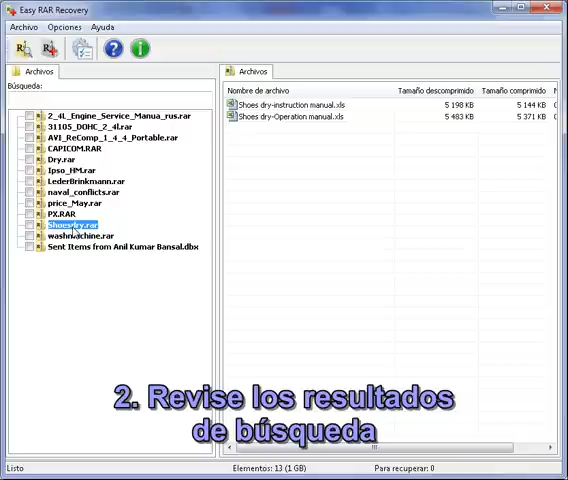 Easy RAR Recovery
Archivo Opciones Ayuda
Archivos
Búsqueda:
2_4L_Engine_Service_Manua_rus.rar
31105_DOHC_2_4l.rar
AVI_ReComp_1_4_4_Portable.rar
CAPICOM.RAR
Dry.rar
Ipso_HM.rar
LederBrinkmann.rar
naval_conflicts.rar
price_May.rar
PX.RAR
Shoesdry.rar
washmachine.rar
Sent Items from Anil Kumar Bansal.dbx
Archivos
Nombre de archivo Tamaño descomprimido Tamaño comprimido
Shoes dry-instruction manual.xls 5 198 KB 5 144 KB
Shoes dry-Operation manual.xls 5 483 KB 5 371 KB
2. Revise los resultados
de búsqueda
Listo Elementos: 13 (1 GB) Para recuperar: 0